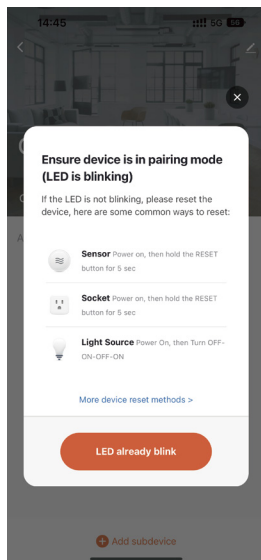 14:45
5G 56
Ensure device is in pairing mode
(LED is blinking)
If the LED is not blinking, please reset the
device, here are some common ways to reset:
Sensor Power on, then hold the RESET
button for 5 sec
Socket Power on, then hold the RESET
button for 5 sec
Light Source Power On, then Turn OFF-
ON-OFF-ON
More device reset methods >
LED already blink
Add subdevice